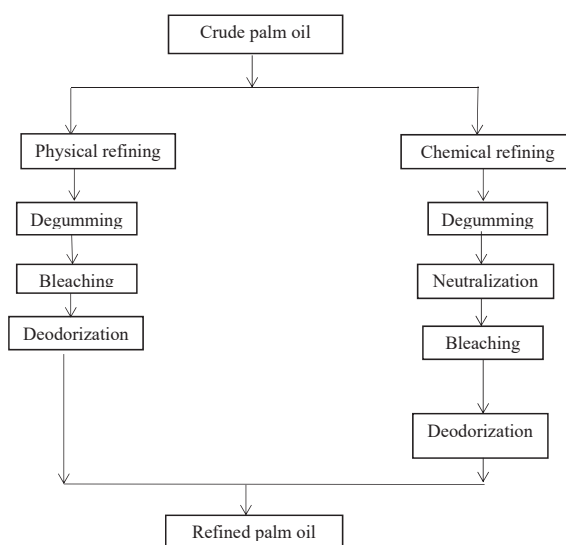 Crude palm oil
Physical refining
Chemical refining
Degumming
Degumming
Bleaching
Neutralization
Deodorization
Bleaching
Deodorization
Refined palm oil